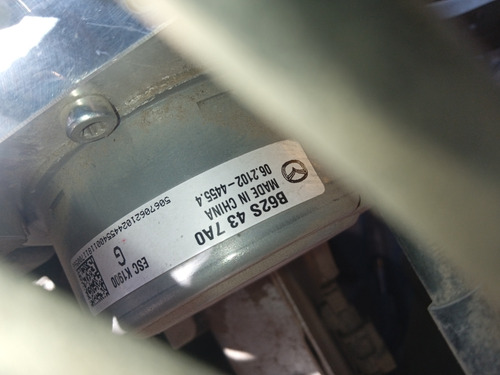 B62S 43 7A0
MADE IN CHINA
06.2102-4455.4
ESC K1900
G